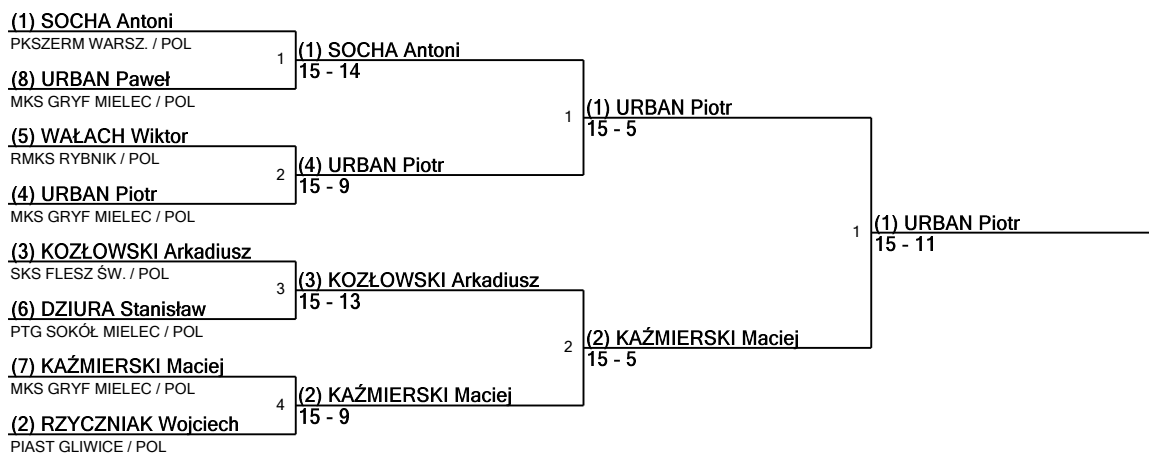 (1) SOCHA Antoni
PKSZERM WARSZ. / POL
1
(8) URBAN Paweł
MKS GRYF MIELEC / POL
(5) WAŁACH Wiktor
RMKS RYBNIK / POL
2
(4) URBAN Piotr
MKS GRYF MIELEC / POL
(3) KOZŁOWSKI Arkadiusz
SKS FLESZ ŚW. / POL
3
(6) DZIURA Stanisław
PTG SOKÓŁ MIELEC / POL
(7) KAŹMIERSKI Maciej
MKS GRYF MIELEC / POL
4
(2) RZYCZNIAK Wojciech
PIAST GLIWICE / POL
(1) SOCHA Antoni
15 - 14
1
(4) URBAN Piotr
15 - 9
(3) KOZŁOWSKI Arkadiusz
15 - 13
2
(2) KAŹMIERSKI Maciej
15 - 9
(1) URBAN Piotr
15 - 5
1
(2) KAŹMIERSKI Maciej
15 - 5
(1) URBAN Piotr
15 - 11